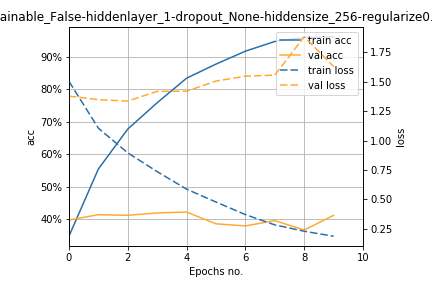 ainable_False-hiddenlayer_1-dropout_None-hiddensize_256-regularize0.
train acc
val acc
train loss
val loss
90%
80%
70%
60%
50%
40%
acc
1.75
1.50
1.25
1.00
0.75
0.50
0.25
loss
0 2 4 6 8 10
Epochs no.